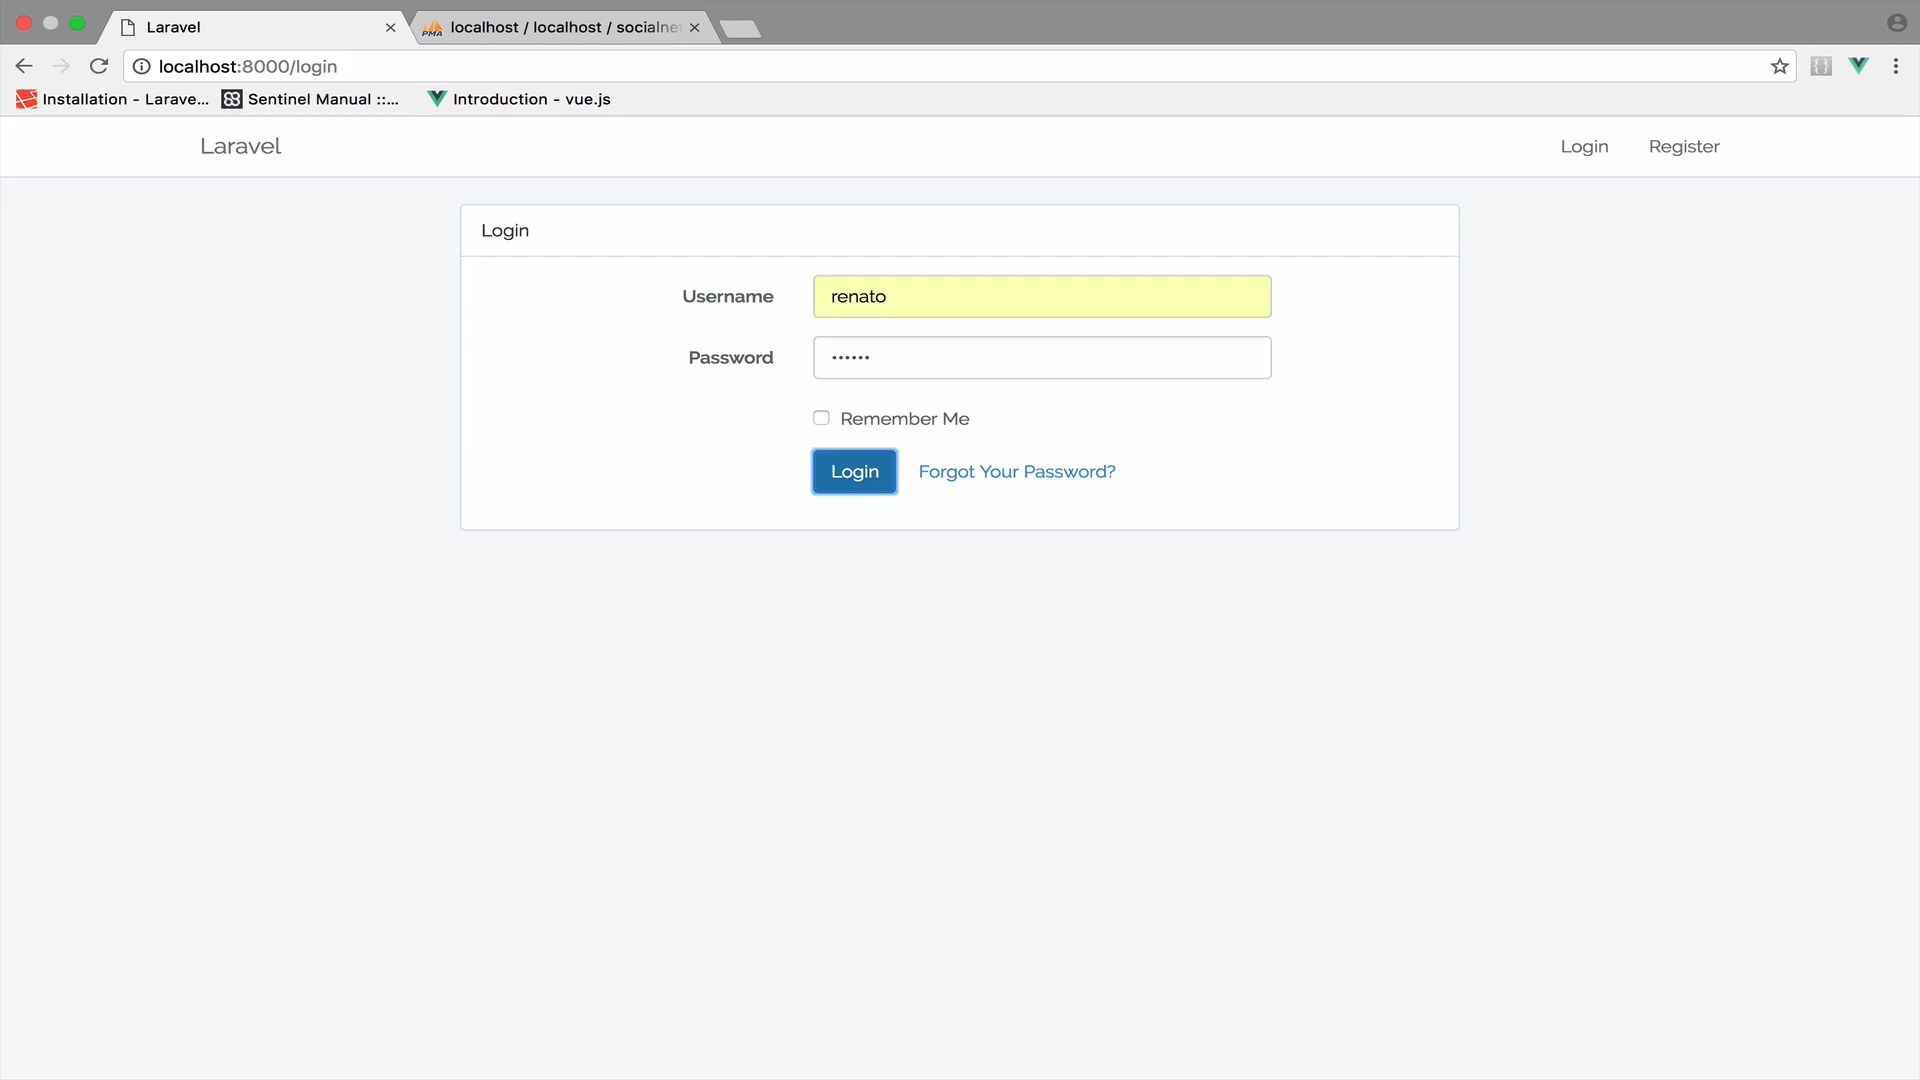 Laravel
PMA localhost / localhost / socialne
localhost:8000/login
Installation - Larave... Sentinel Manual ::... Introduction - vue.js
Laravel Login Register
Login
Username renato
Password ••••••
Remember Me
Login Forgot Your Password?